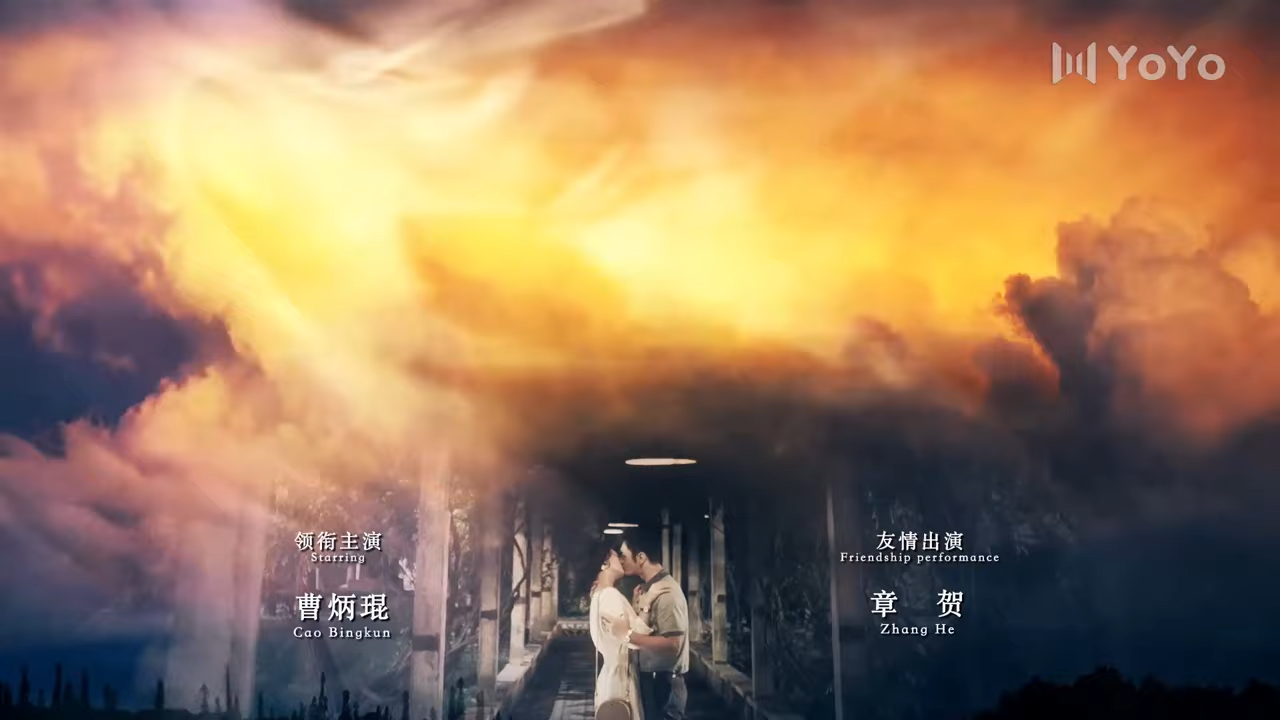 YoYo
领衔主演
Starring
曹炳琨
Cao Bingkun
友情出演
Friendship performance
章 贺
Zhang He